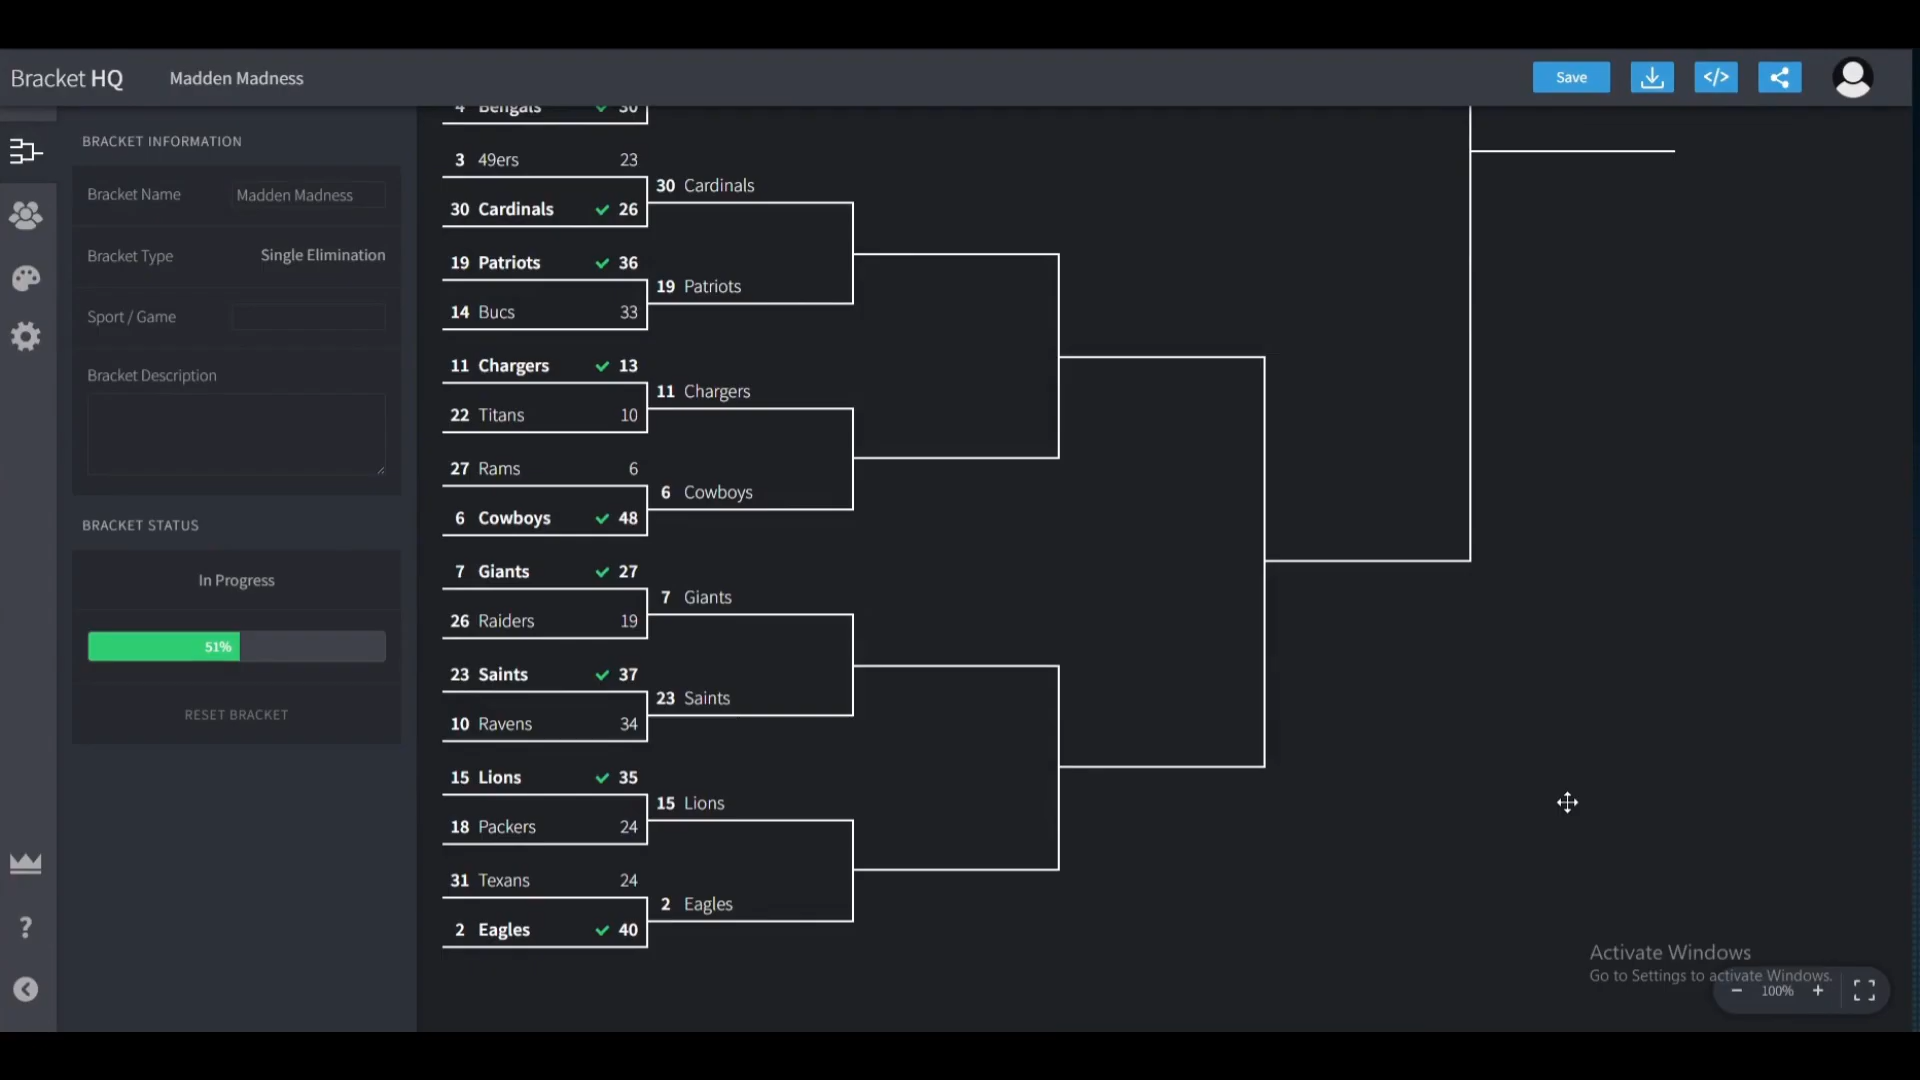 Bracket HQ
Madden Madness
Save
</>
BRACKET INFORMATION
Bracket Name
Madden Madness
Bracket Type
Single Elimination
Sport / Game
Bracket Description
BRACKET STATUS
In Progress
51%
RESET BRACKET
?
4 Bengals 30
3 49ers 23
30 Cardinals 26
19 Patriots 36
14 Bucs 33
11 Chargers 13
22 Titans 10
27 Rams 6
6 Cowboys 48
7 Giants 27
26 Raiders 19
23 Saints 37
10 Ravens 34
15 Lions 35
18 Packers 24
31 Texans 24
2 Eagles 40
30 Cardinals
19 Patriots
11 Chargers
6 Cowboys
7 Giants
23 Saints
15 Lions
2 Eagles
Activate Windows
Go to Settings to activate Windows.
100%